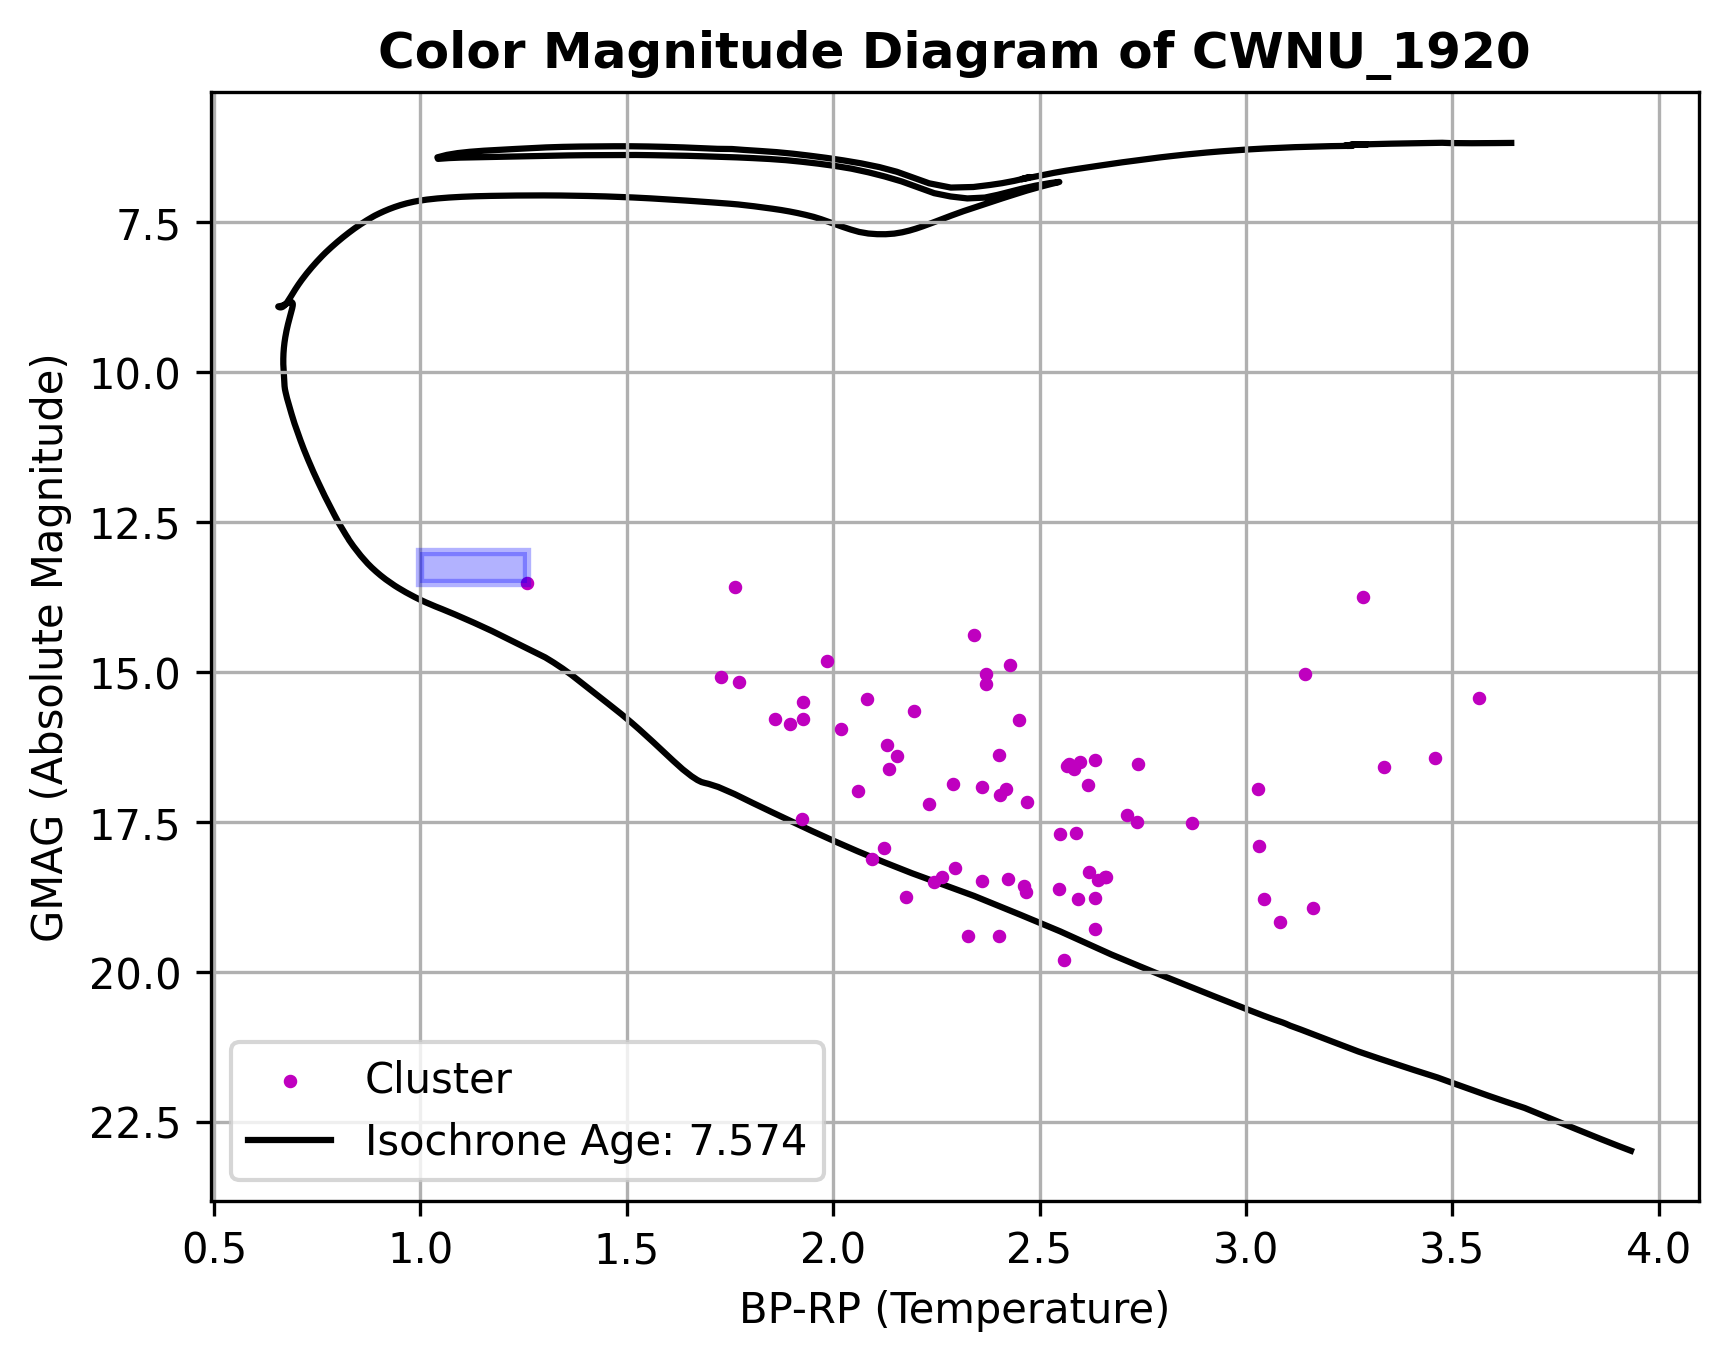 Color Magnitude Diagram of CWNU_1920
GMAG (Absolute Magnitude)
7.5
10.0
12.5
15.0
17.5
20.0
22.5
Cluster
Isochrone Age: 7.574
0.5 1.0 1.5 2.0 2.5 3.0 3.5 4.0
BP-RP (Temperature)